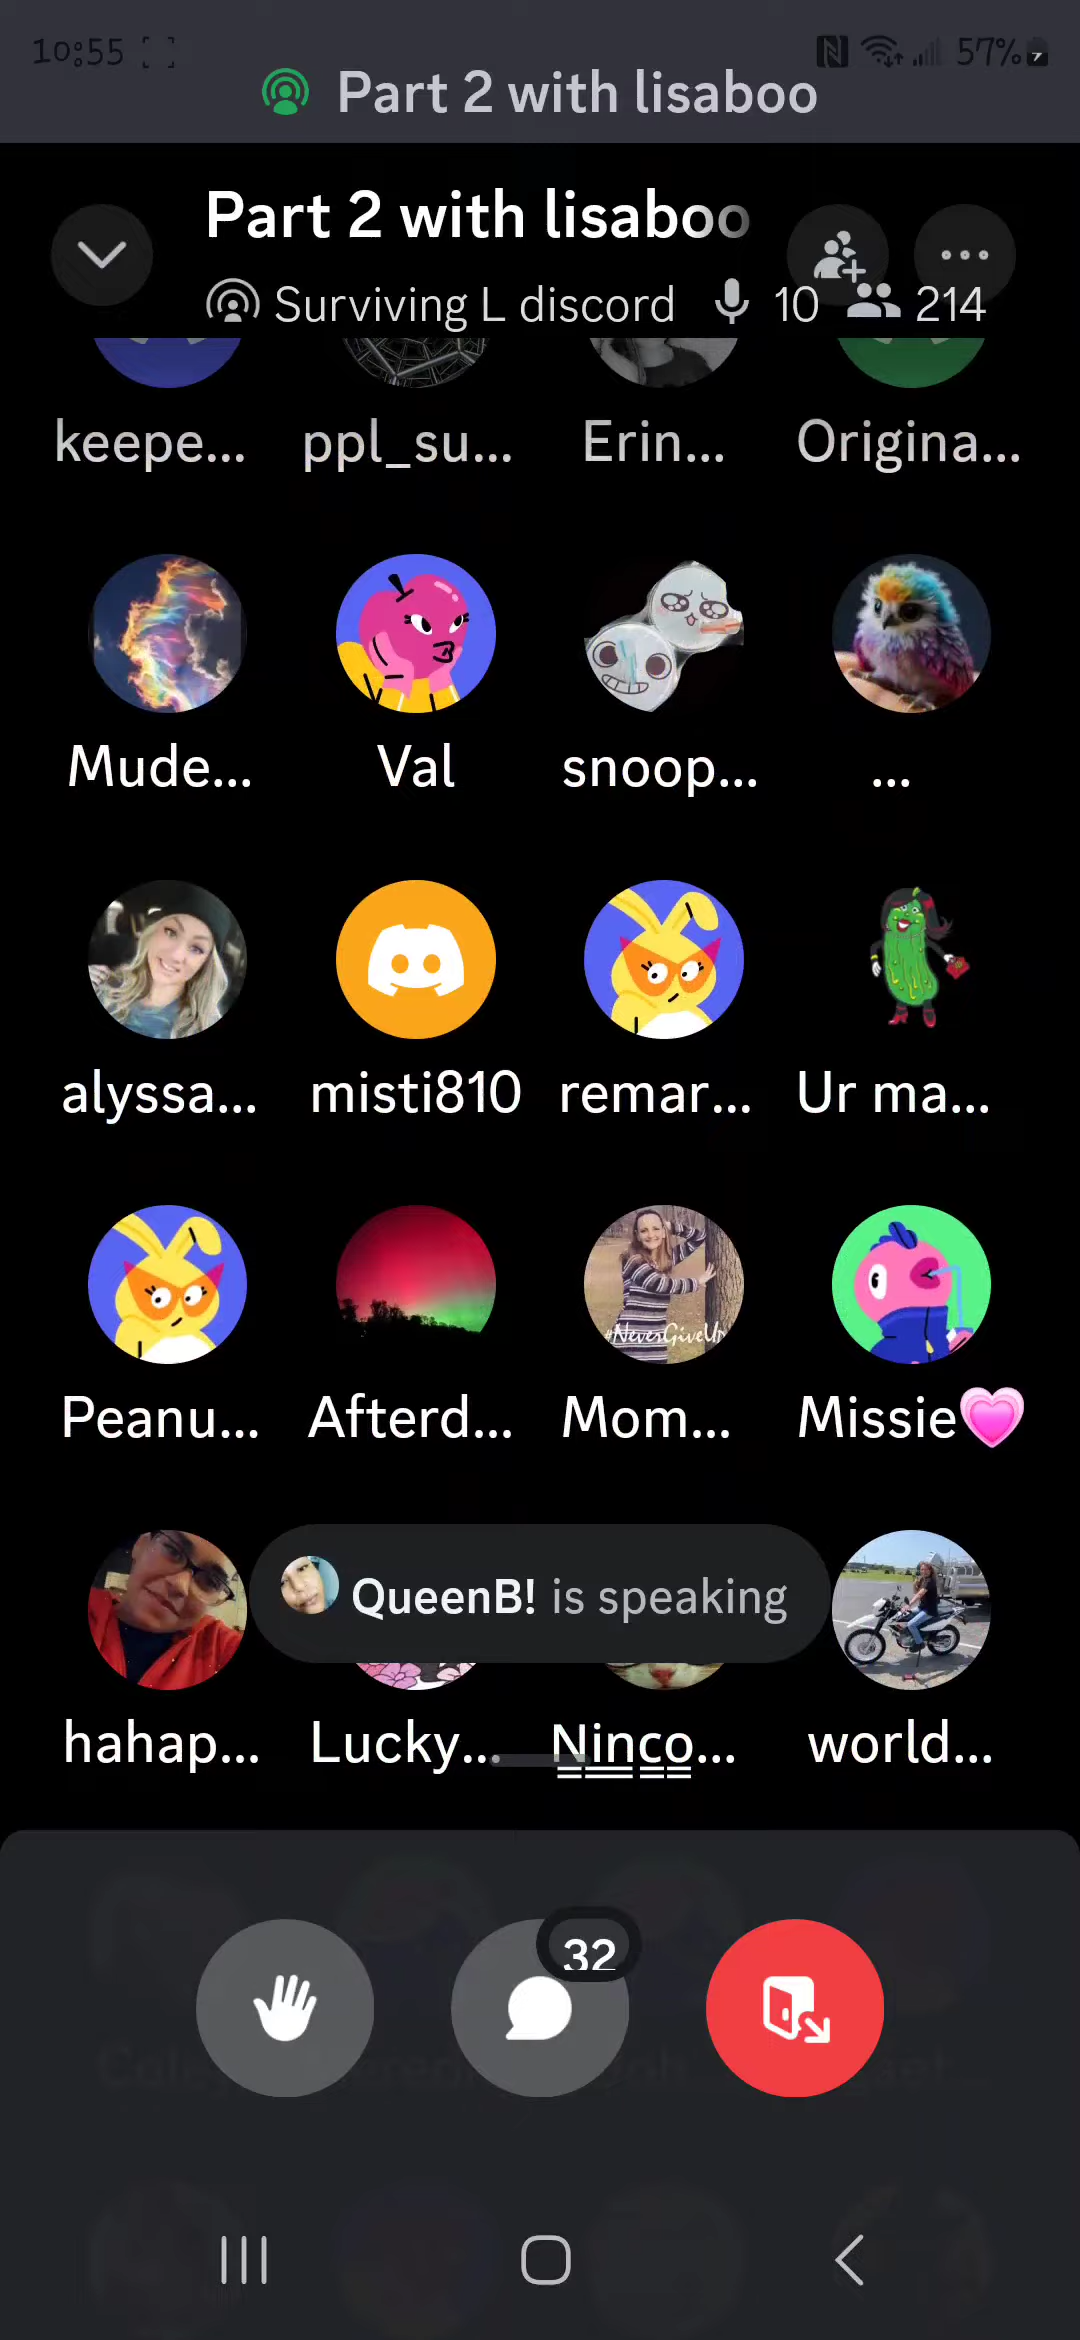 10:55 57%
Part 2 with lisaboo
Part 2 with lisaboo
Surviving L discord 10 214
keepe... ppl_su... Erin... Origina...
Mude... Val snoop... ...
alyssa... misti810 remar... Ur ma...
#NeverGiveUp
Peanu... Afterd... Mom... Missie💗
QueenB! is speaking
hahap... Lucky... N̳i̳n̳c̳o̳... world...
32